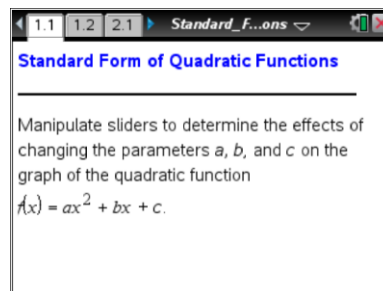 1.1 1.2 2.1 Standard_F...ons
Standard Form of Quadratic Functions
Manipulate sliders to determine the effects of
changing the parameters a, b, and c on the
graph of the quadratic function
f(x) = ax² + bx + c.